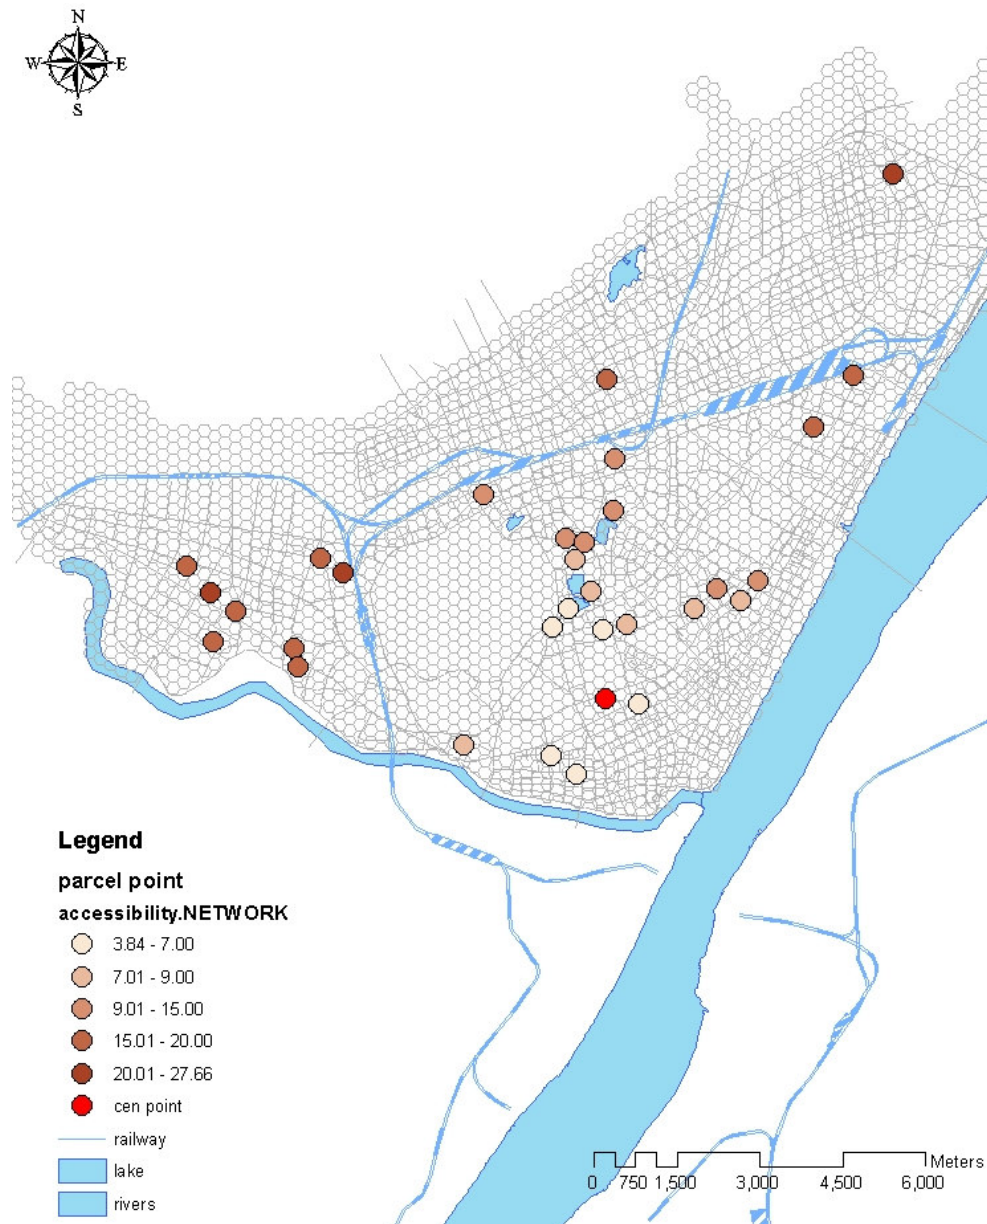 N
W E
S
Legend
parcel point
accessibility.NETWORK
3.84 - 7.00
7.01 - 9.00
9.01 - 15.00
15.01 - 20.00
20.01 - 27.66
cen point
railway
lake
rivers
Meters
0 750 1,500 3,000 4,500 6,000